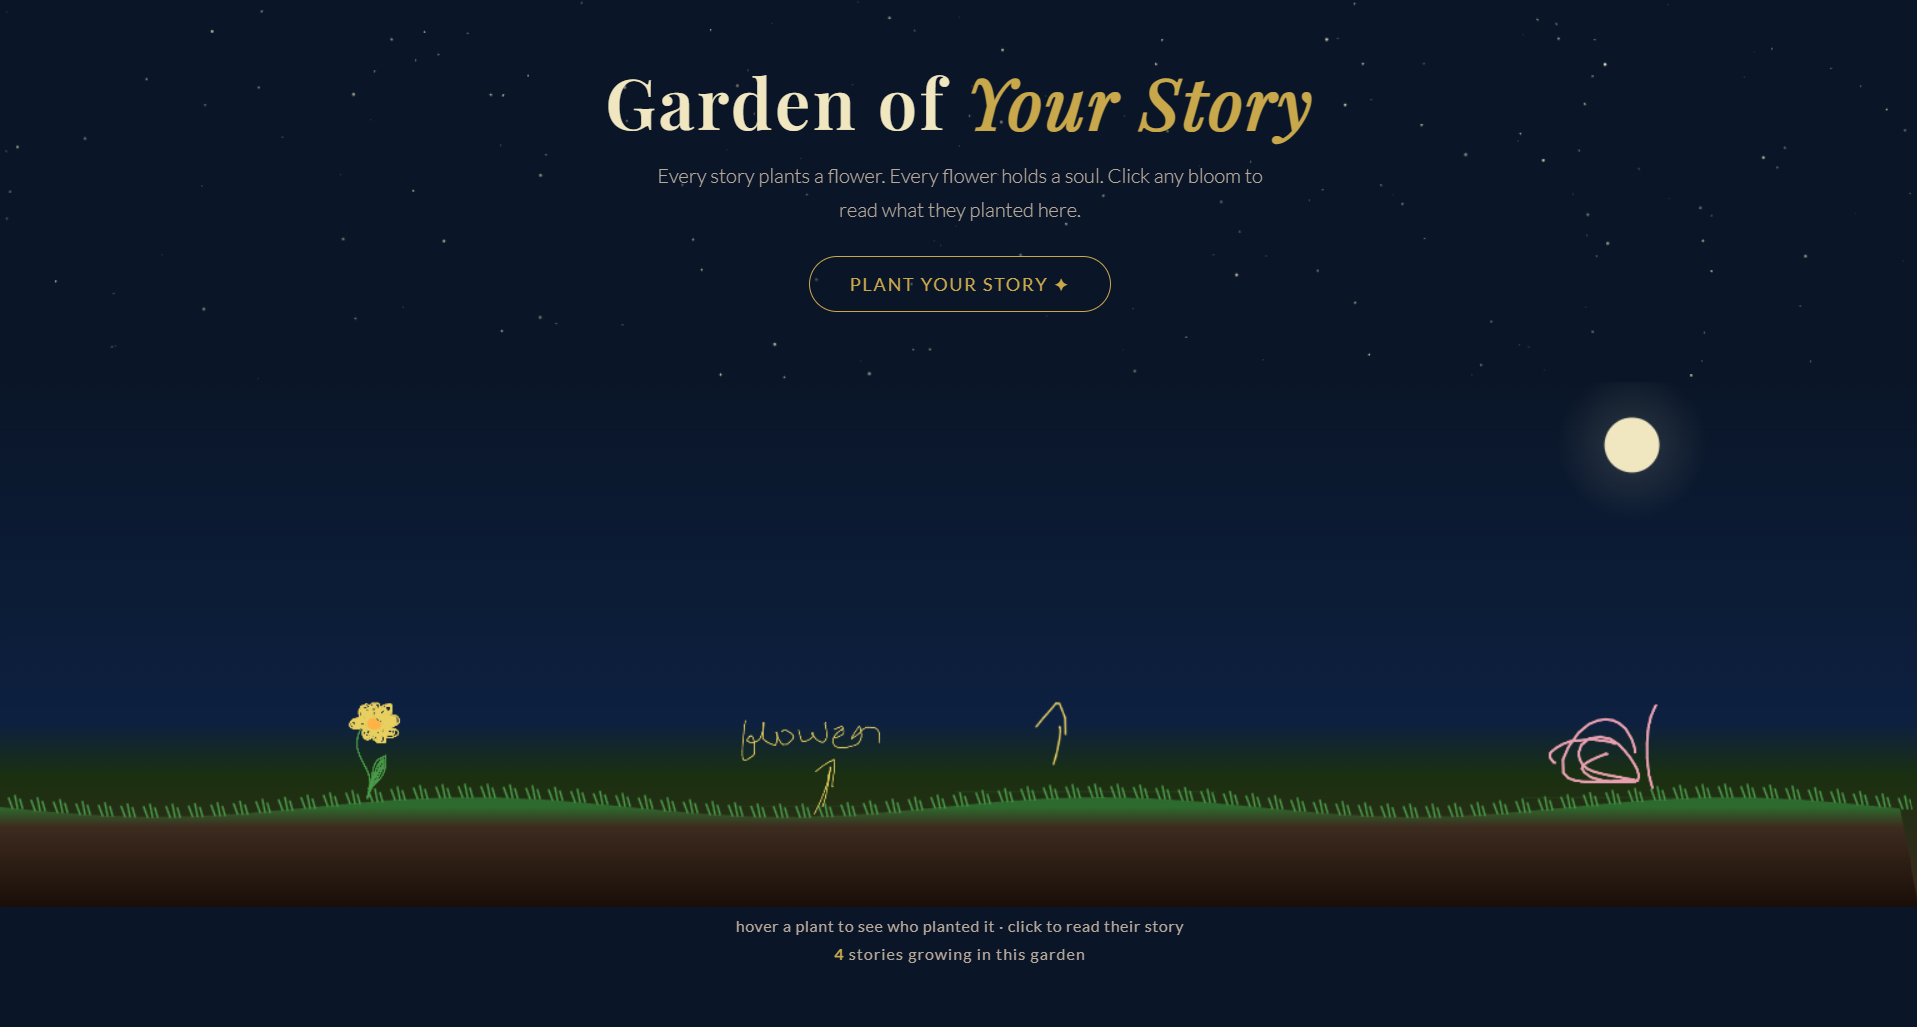 Garden of Your Story
Every story plants a flower. Every flower holds a soul. Click any bloom to
read what they planted here.
PLANT YOUR STORY ✦
flower
hover a plant to see who planted it · click to read their story
4 stories growing in this garden